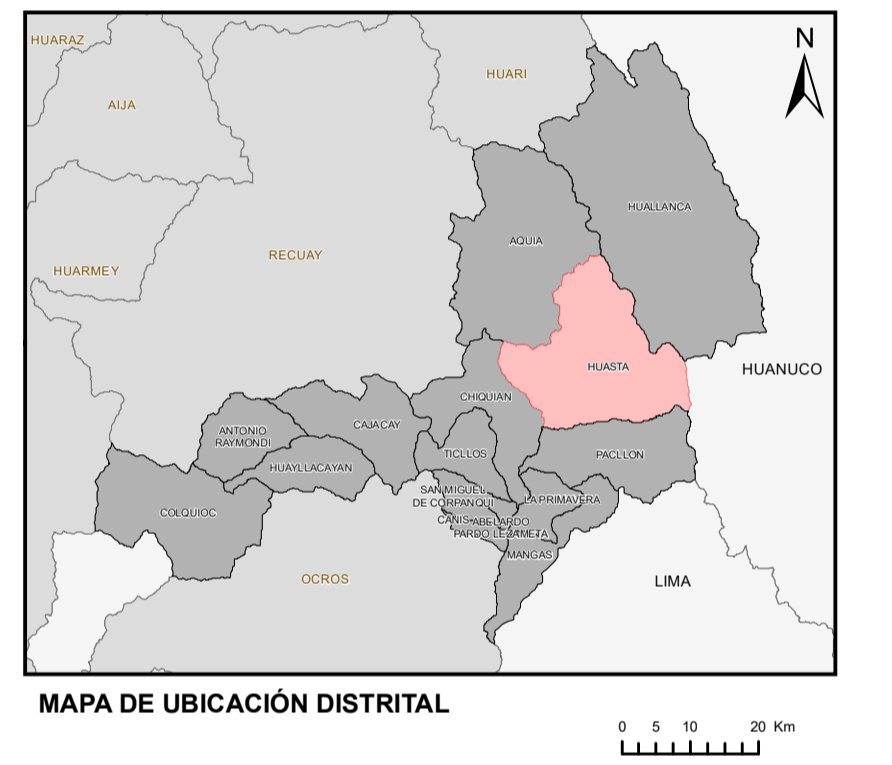 N
HUARAZ
HUARI
AIJA
HUALLANCA
AQUIA
RECUAY
HUARMEY
HUASTA
HUANUCO
CHIQUIAN
CAJACAY
ANTONIO
RAYMONDI
TICLLOS
PACLLON
HUAYLLACAYAN
SAN MIGUEL
DE CORPANQUI
LA PRIMAVERA
COLQUIOC
CANIS
ABELARDO
PARDO LEZAMETA
MANGAS
OCROS
LIMA
MAPA DE UBICACIÓN DISTRITAL
0 5 10 20 Km